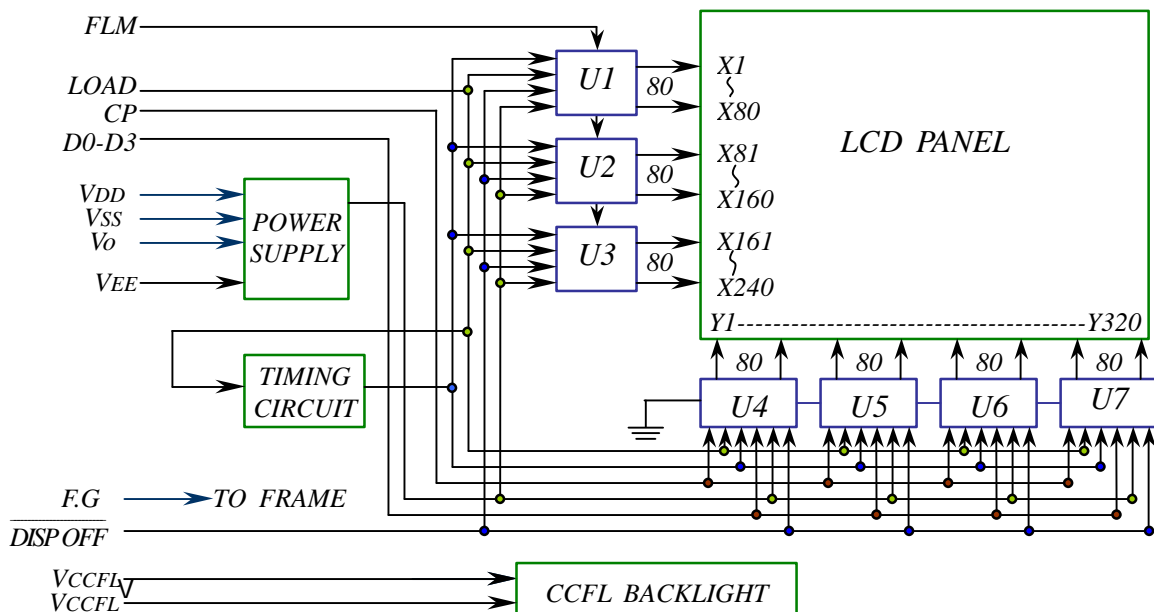 FLM
LOAD
CP
D0-D3
VDD
VSS
VO
VEE
POWER
SUPPLY
TIMING
CIRCUIT
F.G
TO FRAME
DISP OFF
VCCFL
V
VCCFL
CCFL BACKLIGHT
U1
80
U2
80
U3
80
X1
X80
X81
X160
X161
X240
LCD PANEL
Y1 Y320
80 80 80 80
U4 U5 U6 U7